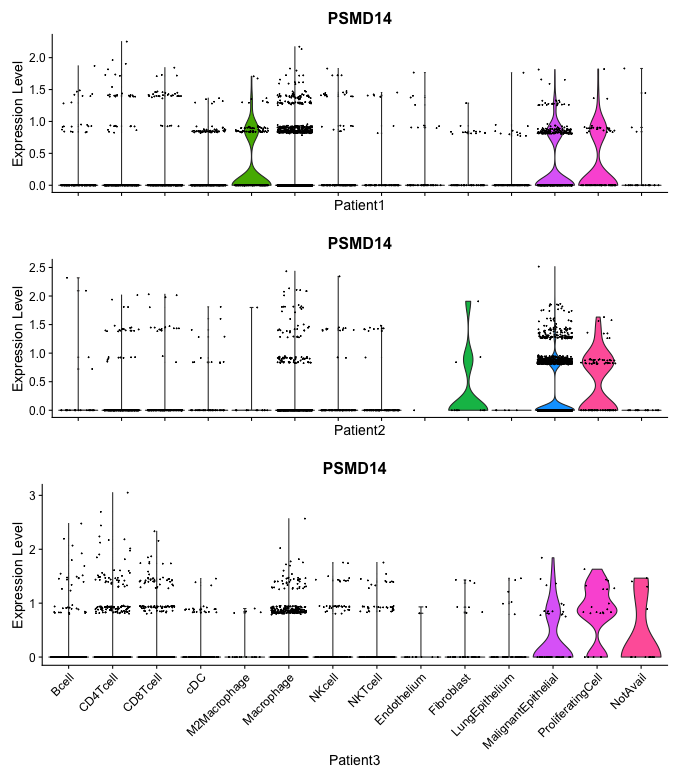 PSMD14
Expression Level
2.0
1.5
1.0
0.5
0.0
Patient1
PSMD14
Expression Level
2.5
2.0
1.5
1.0
0.5
0.0
Patient2
PSMD14
Expression Level
3
2
1
0
Bcell
CD4Tcell
CD8Tcell
cDC
M2Macrophage
Macrophage
NKcell
NKTcell
Endothelium
Fibroblast
LungEpithelium
MalignantEpithelial
ProliferatingCell
NotAvail
Patient3